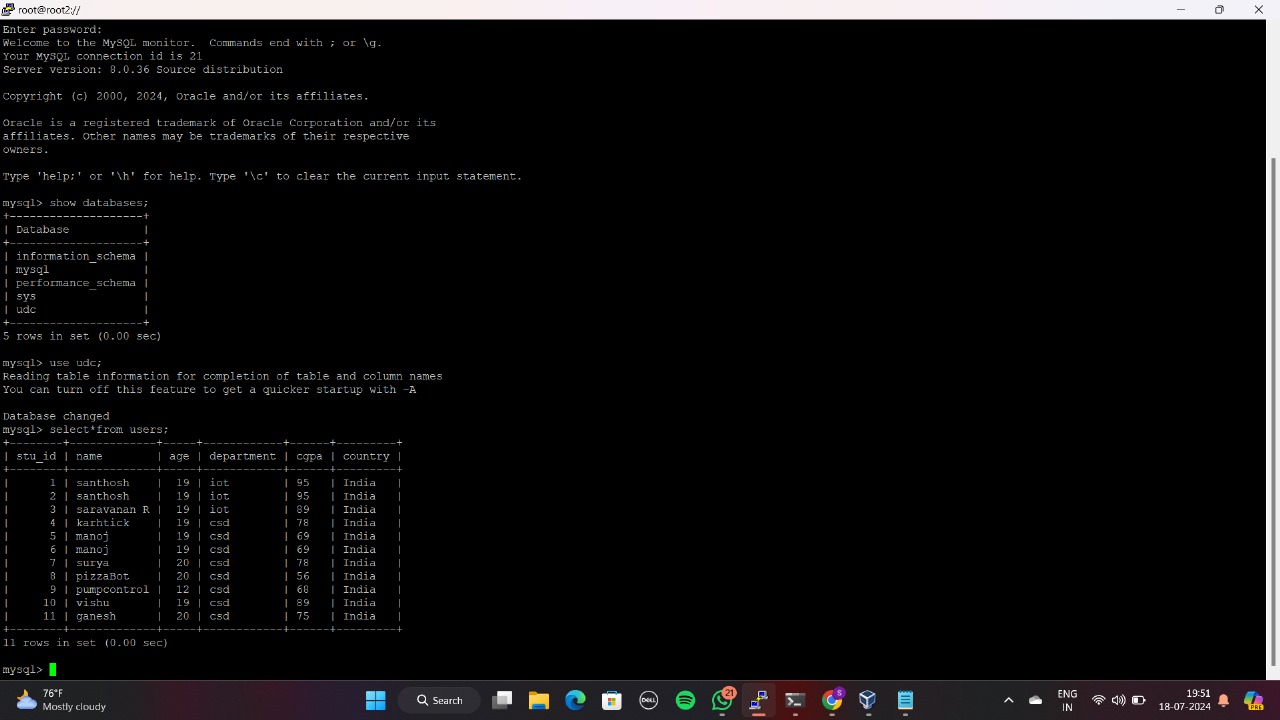 root@root2://
Enter password:
Welcome to the MySQL monitor.  Commands end with ; or \g.
Your MySQL connection id is 21
Server version: 8.0.36 Source distribution
Copyright (c) 2000, 2024, Oracle and/or its affiliates.
Oracle is a registered trademark of Oracle Corporation and/or its
affiliates. Other names may be trademarks of their respective
owners.
Type 'help;' or '\h' for help. Type '\c' to clear the current input statement.
mysql> show databases;
+--------------------+
| Database           |
+--------------------+
| information_schema |
| mysql              |
| performance_schema |
| sys                |
| udc                |
+--------------------+
5 rows in set (0.00 sec)
mysql> use udc;
Reading table information for completion of table and column names
You can turn off this feature to get a quicker startup with -A
Database changed
mysql> select*from users;
+--------+-------------+-----+------------+------+---------+
| stu_id | name        | age | department | cgpa | country |
+--------+-------------+-----+------------+------+---------+
|      1 | santhosh    |  19 | iot        | 95   | India   |
|      2 | santhosh    |  19 | iot        | 95   | India   |
|      3 | saravanan R |  19 | iot        | 89   | India   |
|      4 | karhtick    |  19 | csd        | 78   | India   |
|      5 | manoj       |  19 | csd        | 69   | India   |
|      6 | manoj       |  19 | csd        | 69   | India   |
|      7 | surya       |  20 | csd        | 78   | India   |
|      8 | pizzaBot    |  20 | csd        | 56   | India   |
|      9 | pumpcontrol |  12 | csd        | 68   | India   |
|     10 | vishu       |  19 | csd        | 89   | India   |
|     11 | ganesh      |  20 | csd        | 75   | India   |
+--------+-------------+-----+------------+------+---------+
11 rows in set (0.00 sec)
mysql>
76°F
Mostly cloudy
Search
DELL
21
S
ENG
IN
19:51
18-07-2024
PRE